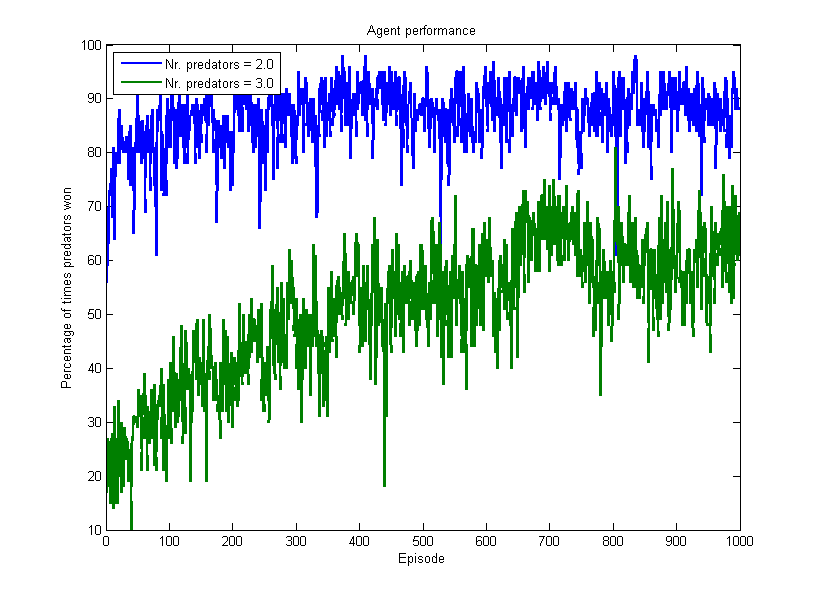 Agent performance
Nr. predators = 2.0
Nr. predators = 3.0
100
90
80
70
60
50
40
30
20
10
Percentage of times predators won
0 100 200 300 400 500 600 700 800 900 1000
Episode